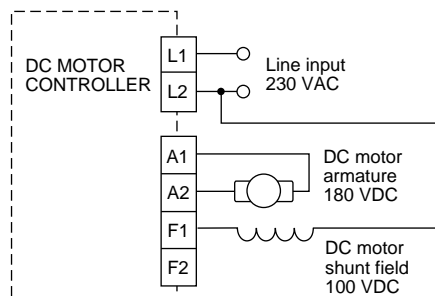 DC MOTOR
CONTROLLER
L1
L2
Line input
230 VAC
A1
A2
F1
F2
DC motor
armature
180 VDC
DC motor
shunt field
100 VDC